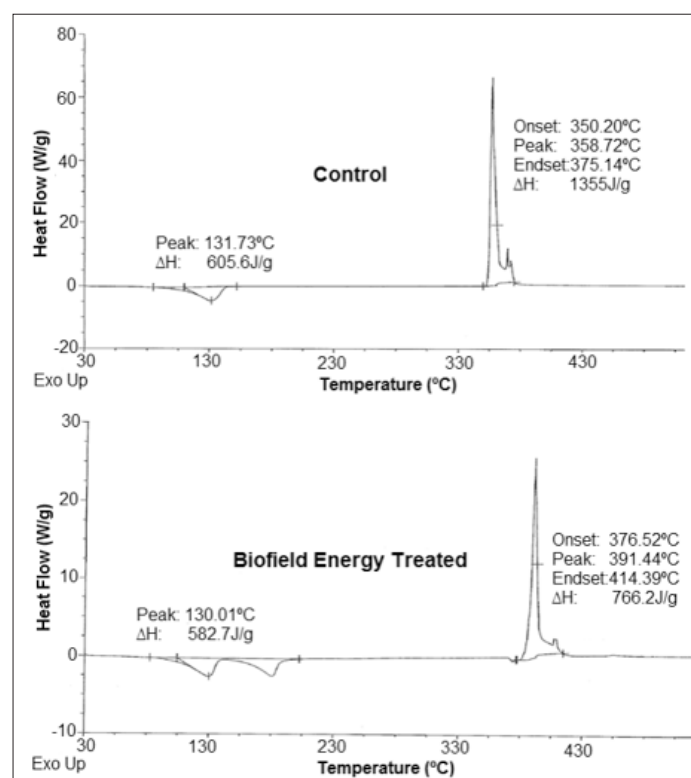 80
60
40
20
0
-20
Heat Flow (W/g)
Control
Onset: 350.20ºC
Peak: 358.72ºC
Endset:375.14ºC
ΔH: 1355J/g
Peak: 131.73ºC
ΔH: 605.6J/g
30 130 230 330 430
Exo Up
Temperature (ºC)
30
20
10
0
-10
Heat Flow (W/g)
Biofield Energy Treated
Onset: 376.52ºC
Peak: 391.44ºC
Endset:414.39ºC
ΔH: 766.2J/g
Peak: 130.01ºC
ΔH: 582.7J/g
30 130 230 330 430
Exo Up
Temperature (ºC)